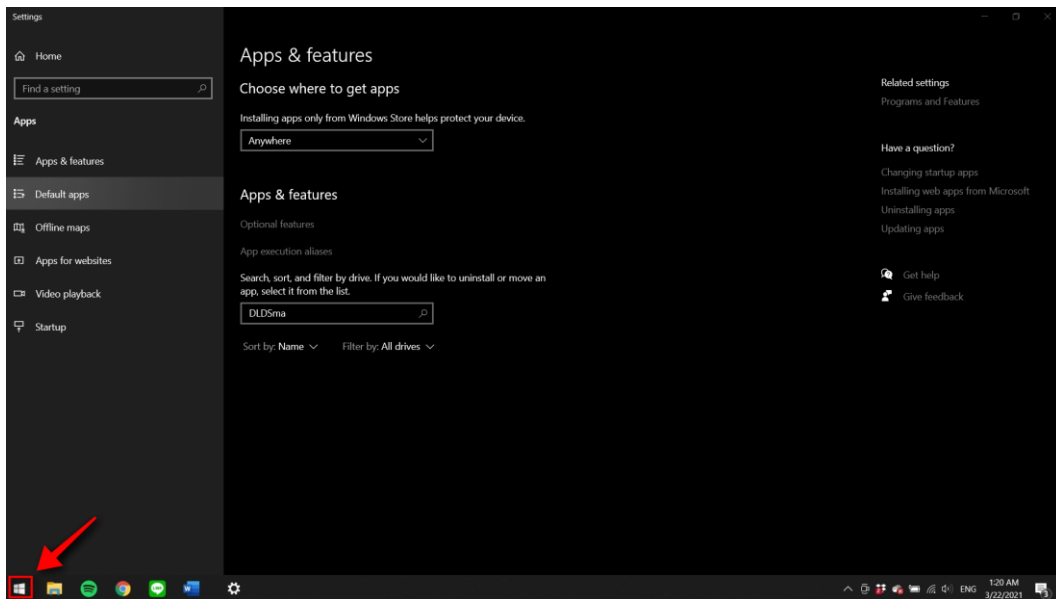 Settings
Home
Find a setting
Apps
Apps & features
Default apps
Offline maps
Apps for websites
Video playback
Startup
Apps & features
Choose where to get apps
Installing apps only from Windows Store helps protect your device.
Anywhere
Apps & features
Optional features
App execution aliases
Search, sort, and filter by drive. If you would like to uninstall or move an
app, select it from the list.
DLDSma
Sort by: Name
Filter by: All drives
Related settings
Programs and Features
Have a question?
Changing startup apps
Installing web apps from Microsoft
Uninstalling apps
Updating apps
Get help
Give feedback
LINE
W
ENG
1:20 AM
3/22/2021
3